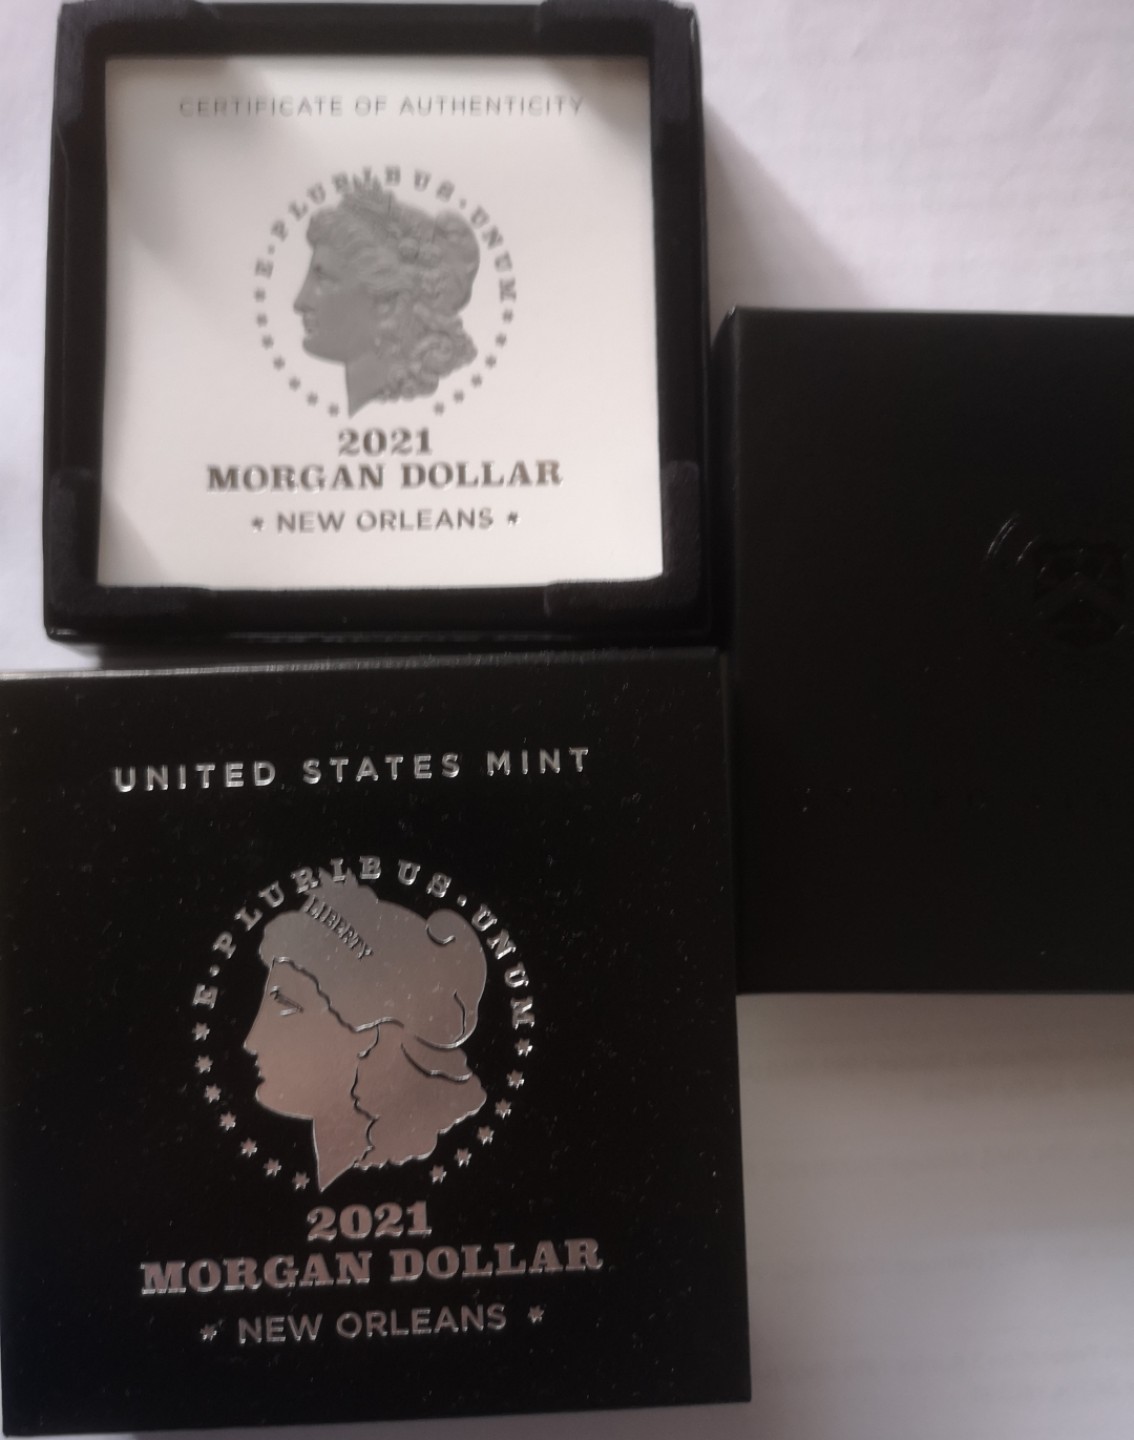 CERTIFICATE OF AUTHENTICITY
E·PLURIBUS·UNUM
2021
MORGAN DOLLAR
* NEW ORLEANS *
UNITED STATES MINT
E·PLURIBUS·UNUM
LIBERTY
2021
MORGAN DOLLAR
* NEW ORLEANS *